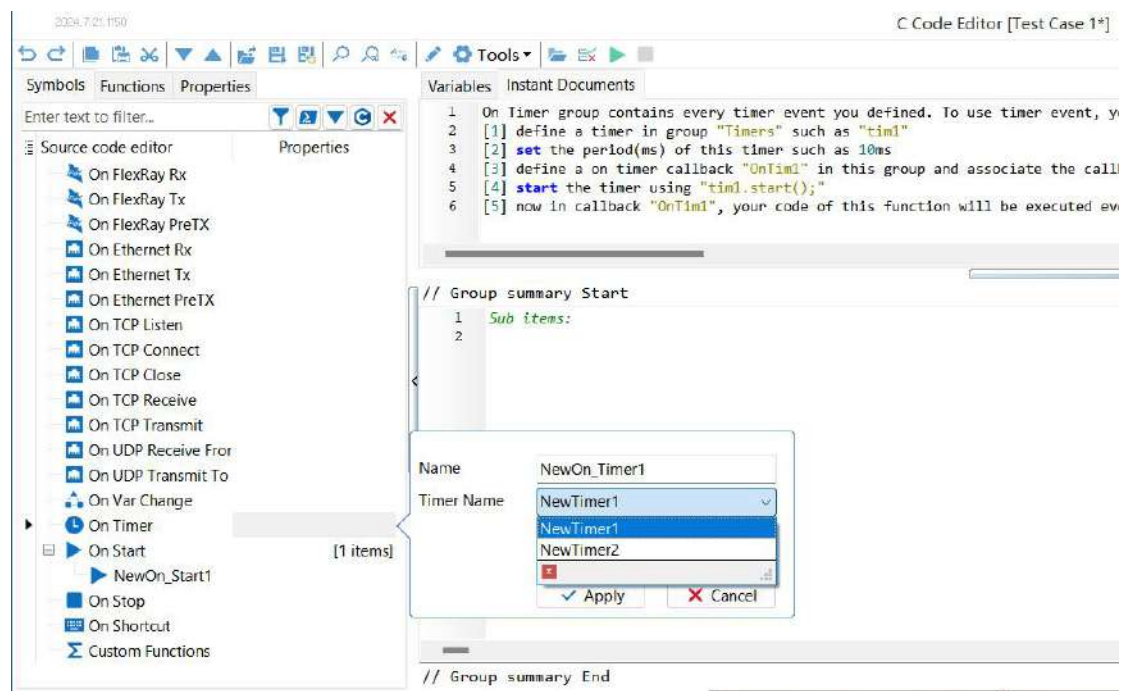 2024.7.21.1150
C Code Editor [Test Case 1*]
Tools
Symbols Functions Properties
Enter text to filter...
Source code editor Properties
On FlexRay Rx
On FlexRay Tx
On FlexRay PreTX
On Ethernet Rx
On Ethernet Tx
On Ethernet PreTX
On TCP Listen
On TCP Connect
On TCP Close
On TCP Receive
On TCP Transmit
On UDP Receive Fror
On UDP Transmit To
On Var Change
On Timer
On Start [1 items]
NewOn_Start1
On Stop
On Shortcut
Custom Functions
Variables Instant Documents
1 On Timer group contains every timer event you defined. To use timer event, y
2 [1] define a timer in group "Timers" such as "tim1"
3 [2] set the period(ms) of this timer such as 10ms
4 [3] define a on timer callback "OnTim1" in this group and associate the call
5 [4] start the timer using "tim1.start();"
6 [5] now in callback "OnTim1", your code of this function will be executed ev
// Group summary Start
1 Sub items:
2
Name NewOn_Timer1
Timer Name NewTimer1
NewTimer1
NewTimer2
Apply Cancel
// Group summary End